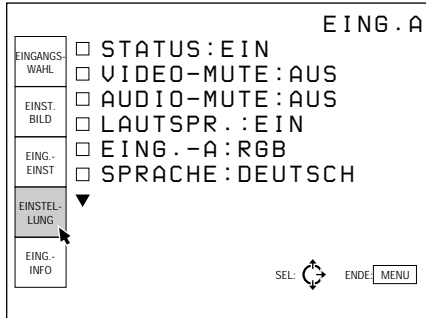 EING.A
EINGANGS-
WAHL
EINST.
BILD
EING.-
EINST
EINSTEL-
LUNG
EING.-
INFO
STATUS:EIN
VIDEO-MUTE:AUS
AUDIO-MUTE:AUS
LAUTSPR.:EIN
EING.-A:RGB
SPRACHE:DEUTSCH
SEL: ENDE: MENU